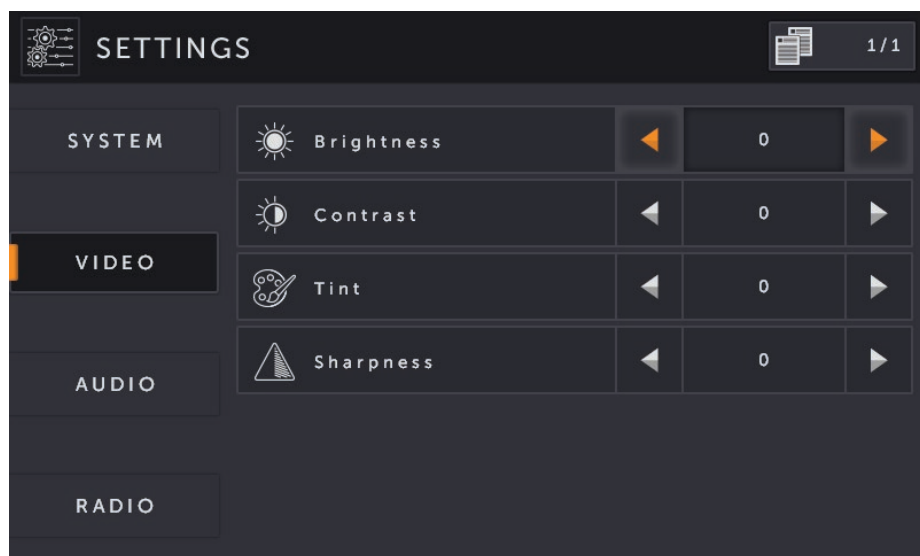 SETTINGS
1/1
SYSTEM
VIDEO
AUDIO
RADIO
Brightness 0
Contrast 0
Tint 0
Sharpness 0